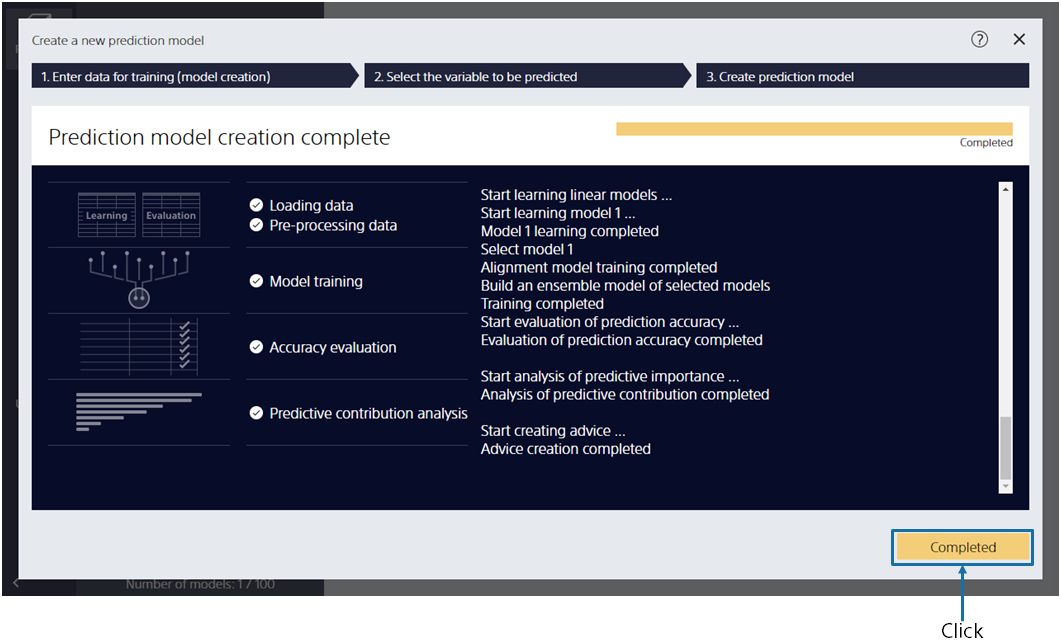 Create a new prediction model
?
1. Enter data for training (model creation)
2. Select the variable to be predicted
3. Create prediction model
Prediction model creation complete
Completed
Learning
Evaluation
Loading data
Pre-processing data
Model training
Accuracy evaluation
Predictive contribution analysis
Start learning linear models ...
Start learning model 1 ...
Model 1 learning completed
Select model 1
Alignment model training completed
Build an ensemble model of selected models
Training completed
Start evaluation of prediction accuracy ...
Evaluation of prediction accuracy completed
Start analysis of predictive importance ...
Analysis of predictive contribution completed
Start creating advice ...
Advice creation completed
Completed
Number of models: 1 / 100
Click